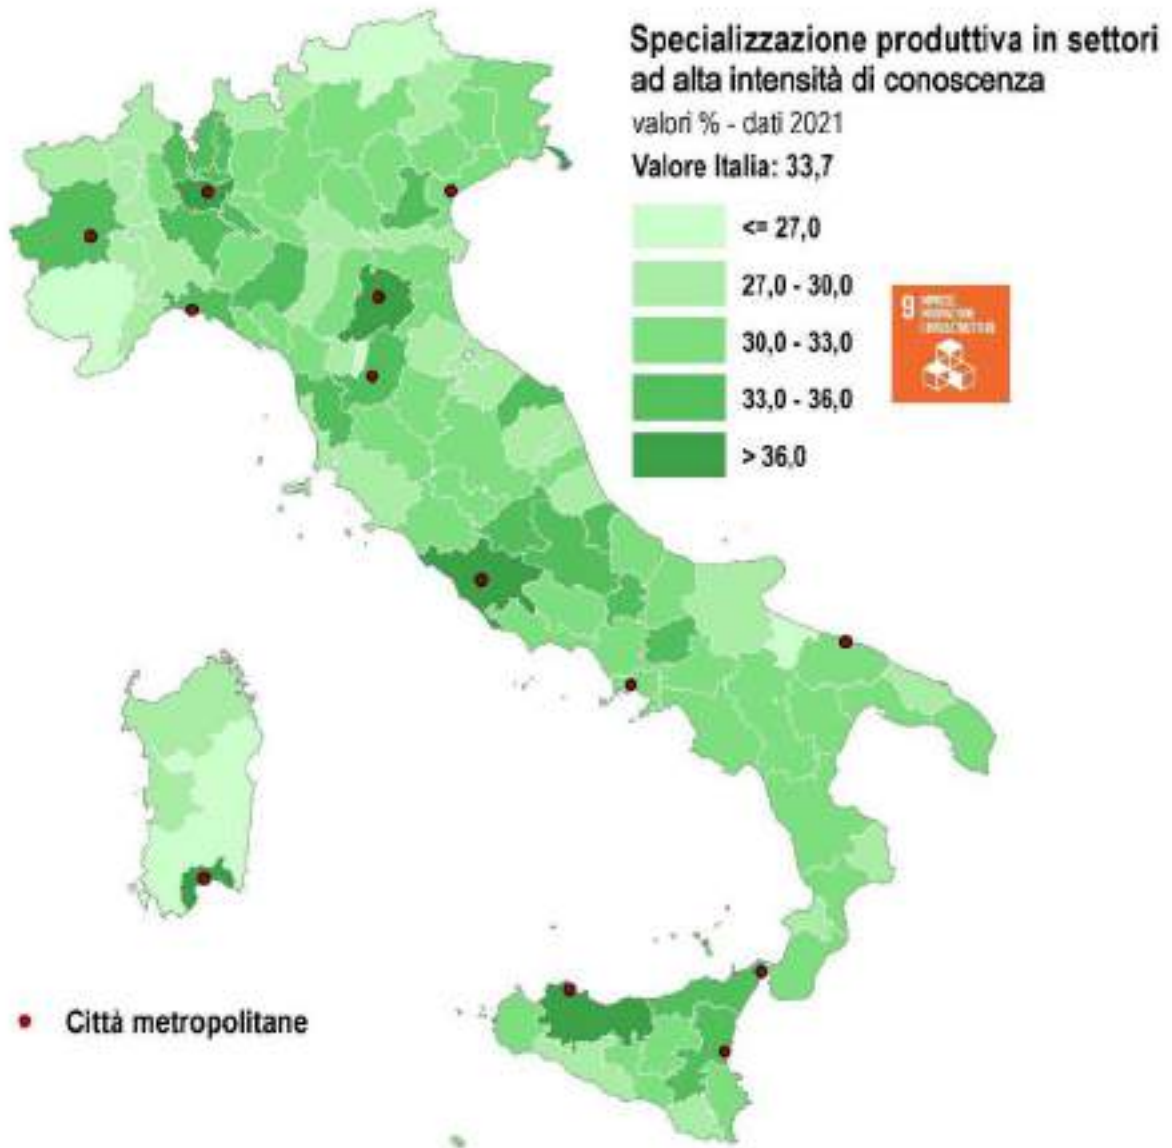 Specializzazione produttiva in settori
ad alta intensità di conoscenza
valori % - dati 2021
Valore Italia: 33,7
<= 27,0
27,0 - 30,0
30,0 - 33,0
33,0 - 36,0
> 36,0
9
Città metropolitane